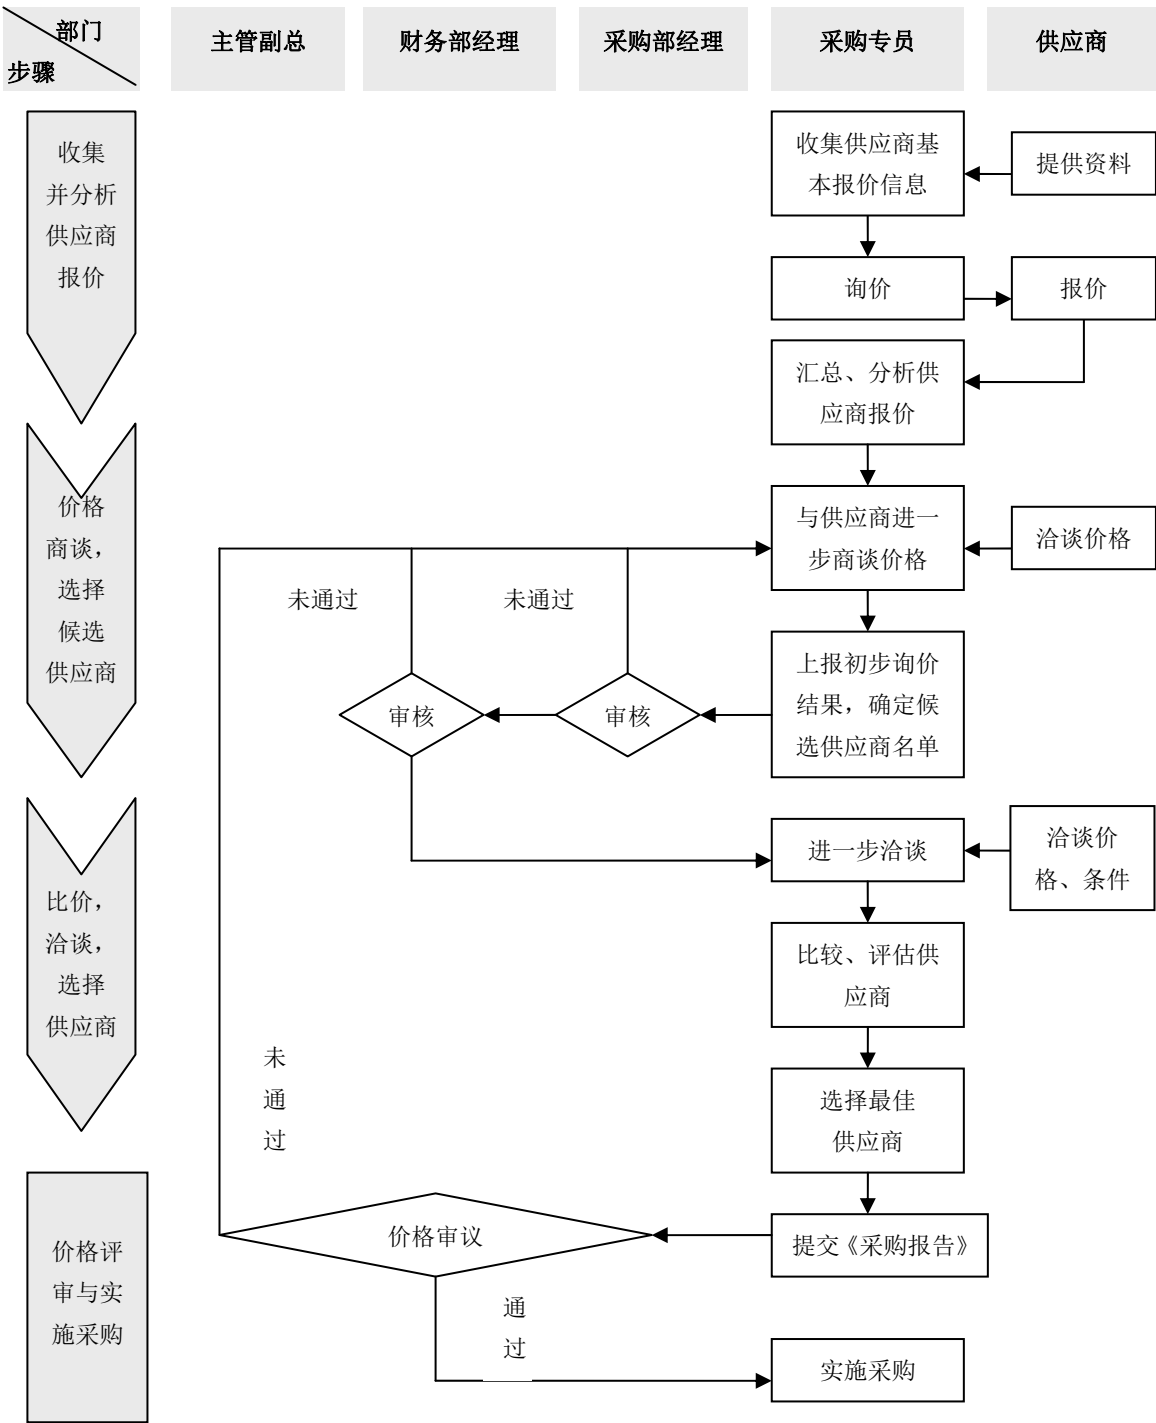 部门
步骤
主管副总
财务部经理
采购部经理
采购专员
供应商
收集
并分析
供应商
报价
收集供应商基
本报价信息
提供资料
询价
报价
汇总、分析供
应商报价
价格
商谈，
选择
候选
供应商
与供应商进一
步商谈价格
洽谈价格
未通过
未通过
上报初步询价
结果，确定候
选供应商名单
审核
审核
比价，
洽谈，
选择
供应商
进一步洽谈
洽谈价
格、条件
比较、评估供
应商
未
通
过
选择最佳
供应商
价格评
审与实
施采购
价格审议
提交《采购报告》
通
过
实施采购